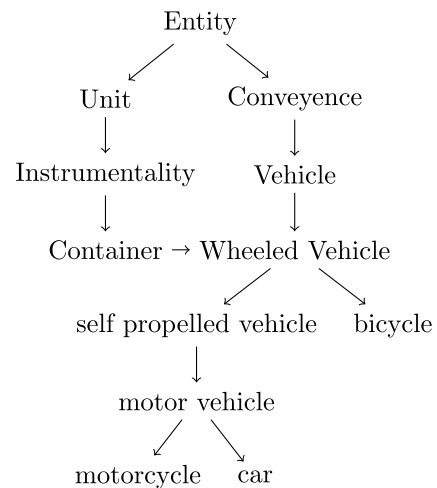 Entity
Unit Conveyence
Instrumentality Vehicle
Container → Wheeled Vehicle
self propelled vehicle bicycle
motor vehicle
motorcycle car